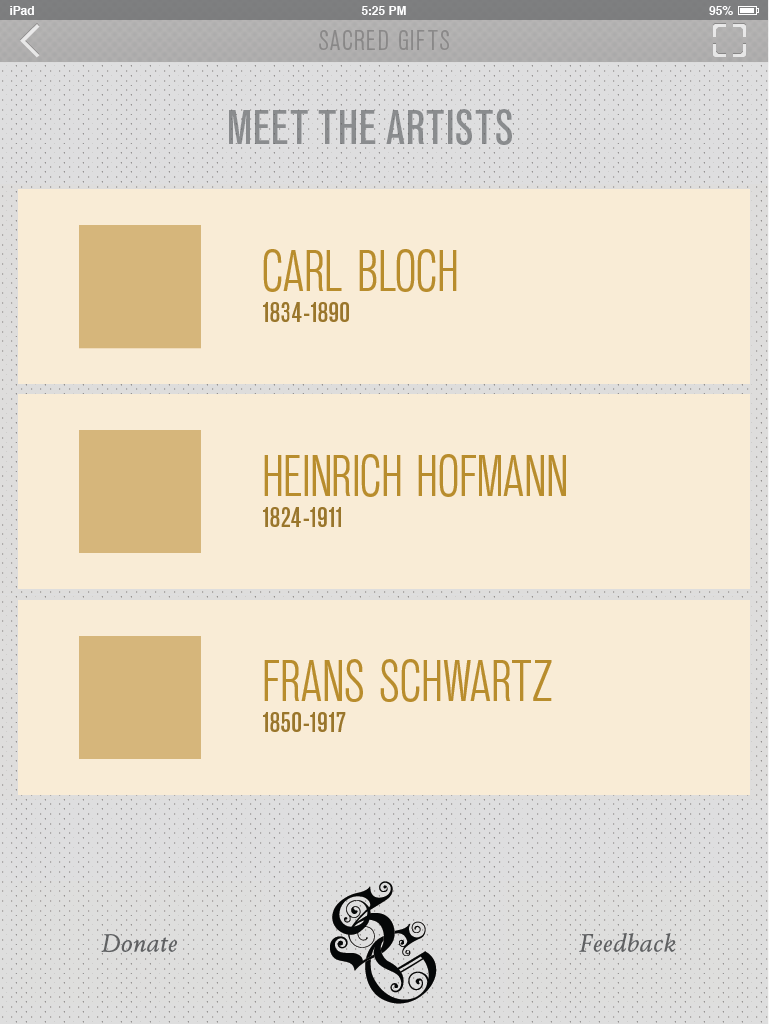 iPad 5:25 PM 95%
SACRED GIFTS
MEET THE ARTISTS
CARL BLOCH
1834-1890
HEINRICH HOFMANN
1824-1911
FRANS SCHWARTZ
1850-1917
Donate Feedback